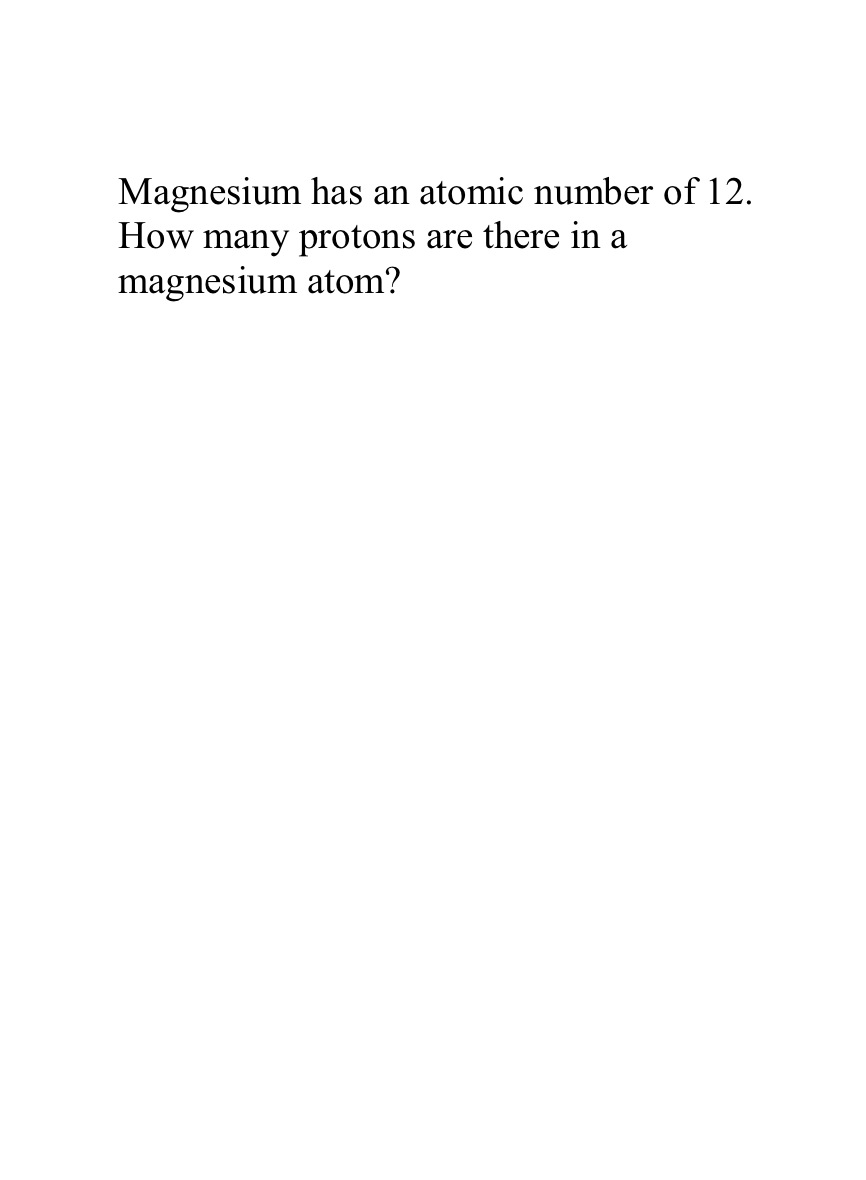 Magnesium has an atomic number of 12.
How many protons are there in a
magnesium atom?